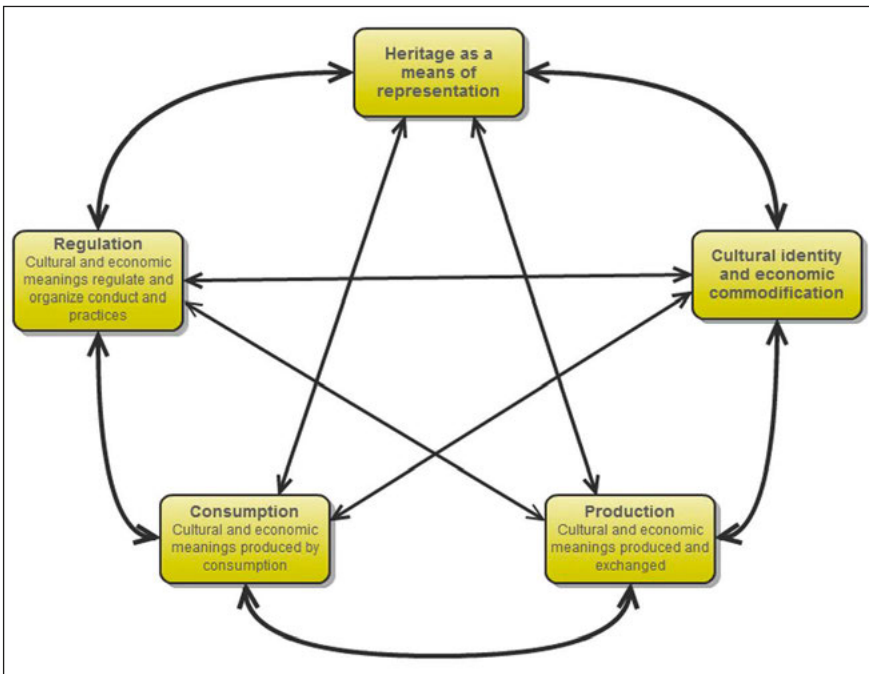 Heritage as a
means of
representation
Regulation
Cultural and economic
meanings regulate and
organize conduct and
practices
Cultural identity
and economic
commodification
Consumption
Cultural and economic
meanings produced by
consumption
Production
Cultural and economic
meanings produced and
exchanged